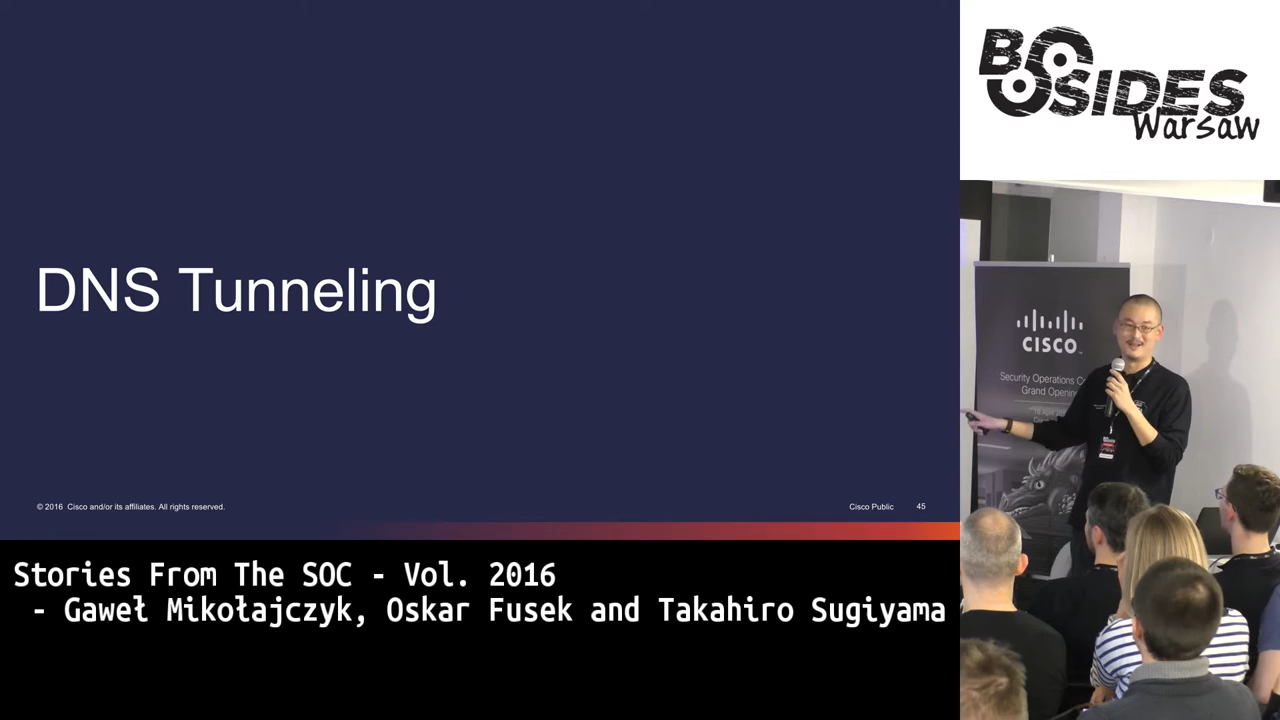 DNS Tunneling
© 2016 Cisco and/or its affiliates. All rights reserved.
Cisco Public 45
BSIDES
Warsaw
CISCO
Security Operations
Grand Opening
Stories From The SOC - Vol. 2016
- Gaweł Mikołajczyk, Oskar Fusek and Takahiro Sugiyama